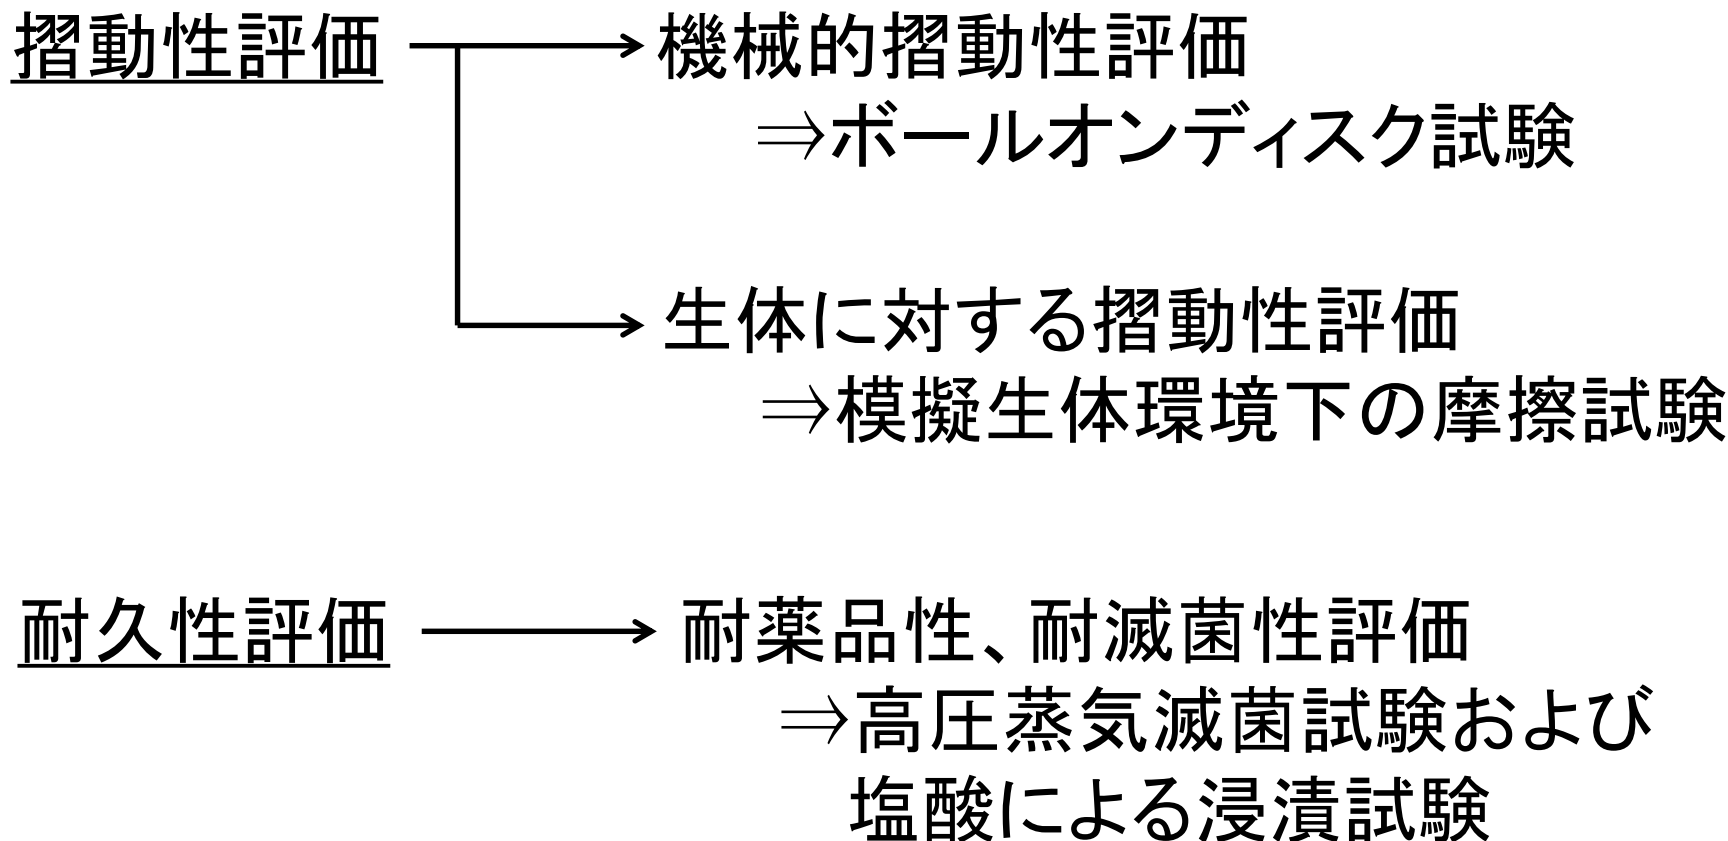 摺動性評価
機械的摺動性評価
⇒ボールオンディスク試験
生体に対する摺動性評価
⇒模擬生体環境下の摩擦試験
耐久性評価
耐薬品性、耐滅菌性評価
⇒高圧蒸気滅菌試験および
塩酸による浸漬試験